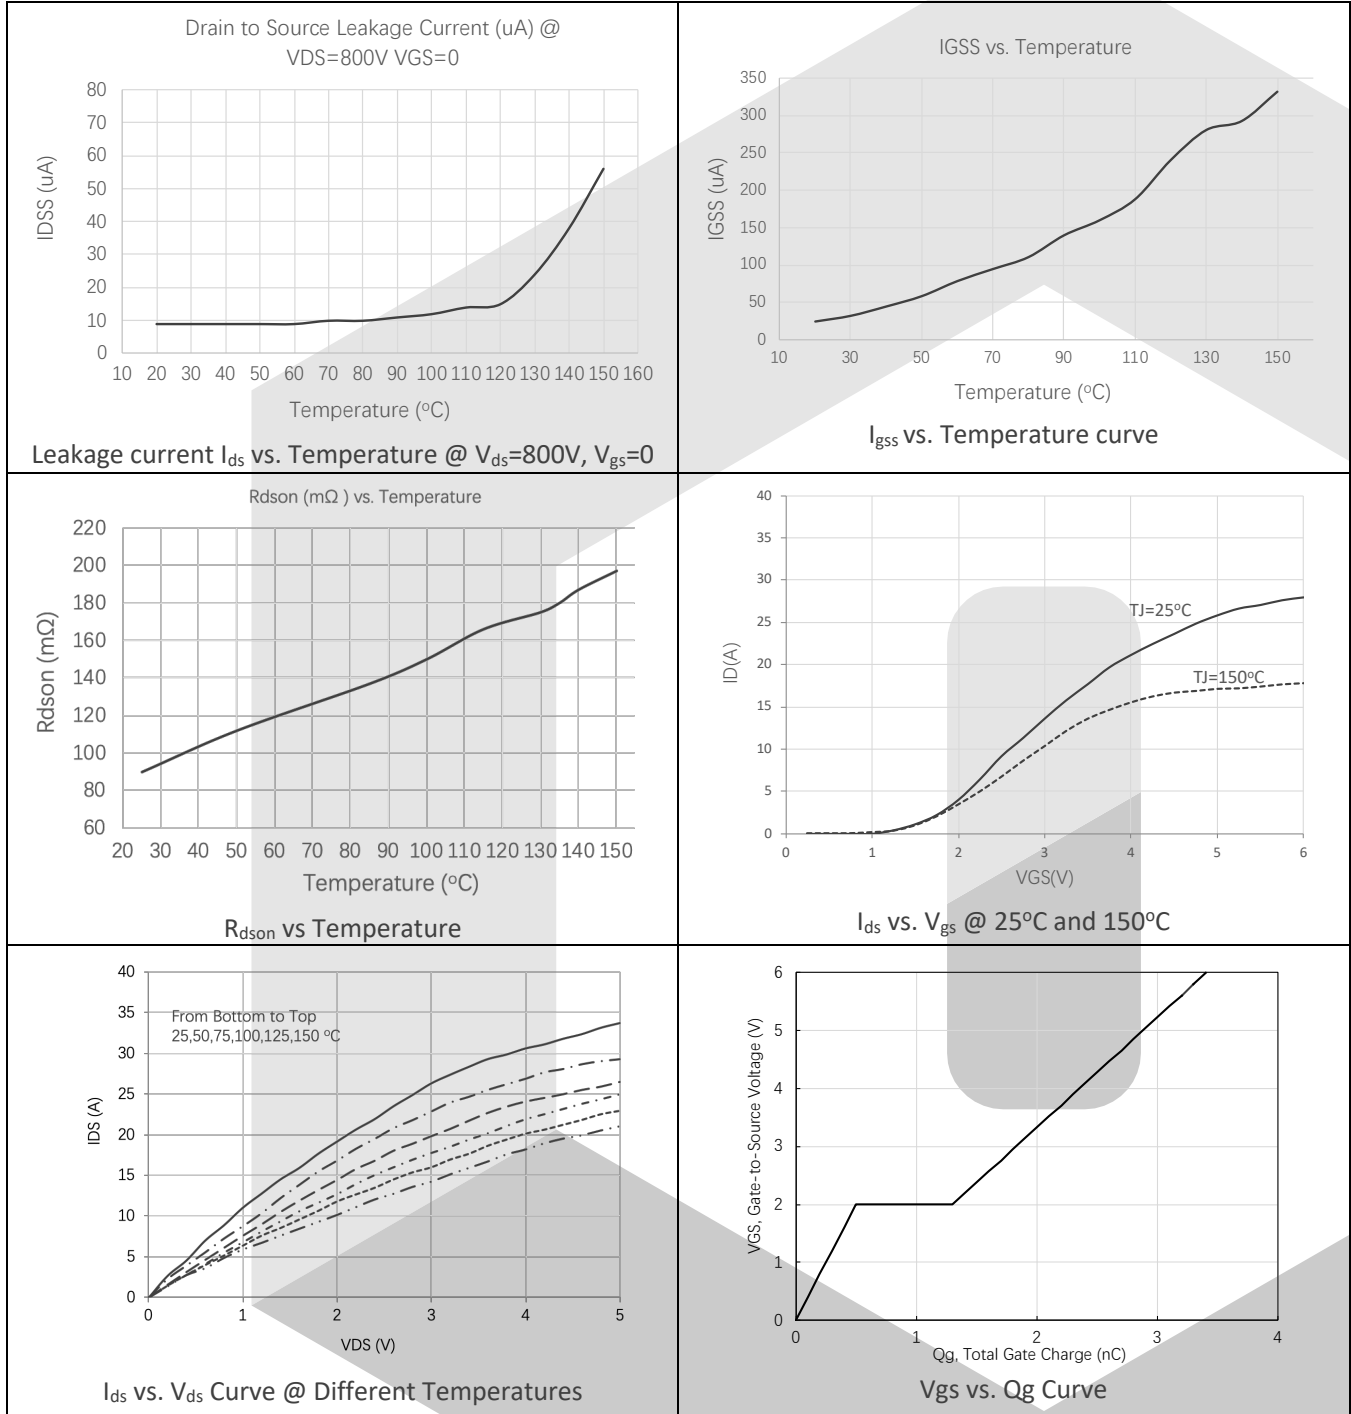 Drain to Source Leakage Current (uA) @
VDS=800V VGS=0
80
70
60
50
40
30
20
10
0
IDSS (uA)
10 20 30 40 50 60 70 80 90 100 110 120 130 140 150 160
Temperature (°C)
Leakage current Ids vs. Temperature @ Vds=800V, Vgs=0
IGSS vs. Temperature
350
300
250
200
150
100
50
0
IGSS (uA)
10 30 50 70 90 110 130 150
Temperature (°C)
Igss vs. Temperature curve
Rdson (mΩ ) vs. Temperature
220
200
180
160
140
120
100
80
60
Rdson (mΩ)
20 30 40 50 60 70 80 90 100 110 120 130 140 150
Temperature (°C)
Rdson vs Temperature
40
35
30
25
20
15
10
5
0
ID(A)
TJ=25°C
TJ=150°C
0 1 2 3 4 5 6
VGS(V)
Ids vs. Vgs @ 25°C and 150°C
40
35
30
25
20
15
10
5
0
IDS (A)
From Bottom to Top
25,50,75,100,125,150 °C
0 1 2 3 4 5
VDS (V)
Ids vs. Vds Curve @ Different Temperatures
6
5
4
3
2
1
0
VGS, Gate-to-Source Voltage (V)
0 1 2 3 4
Qg, Total Gate Charge (nC)
Vgs vs. Qg Curve